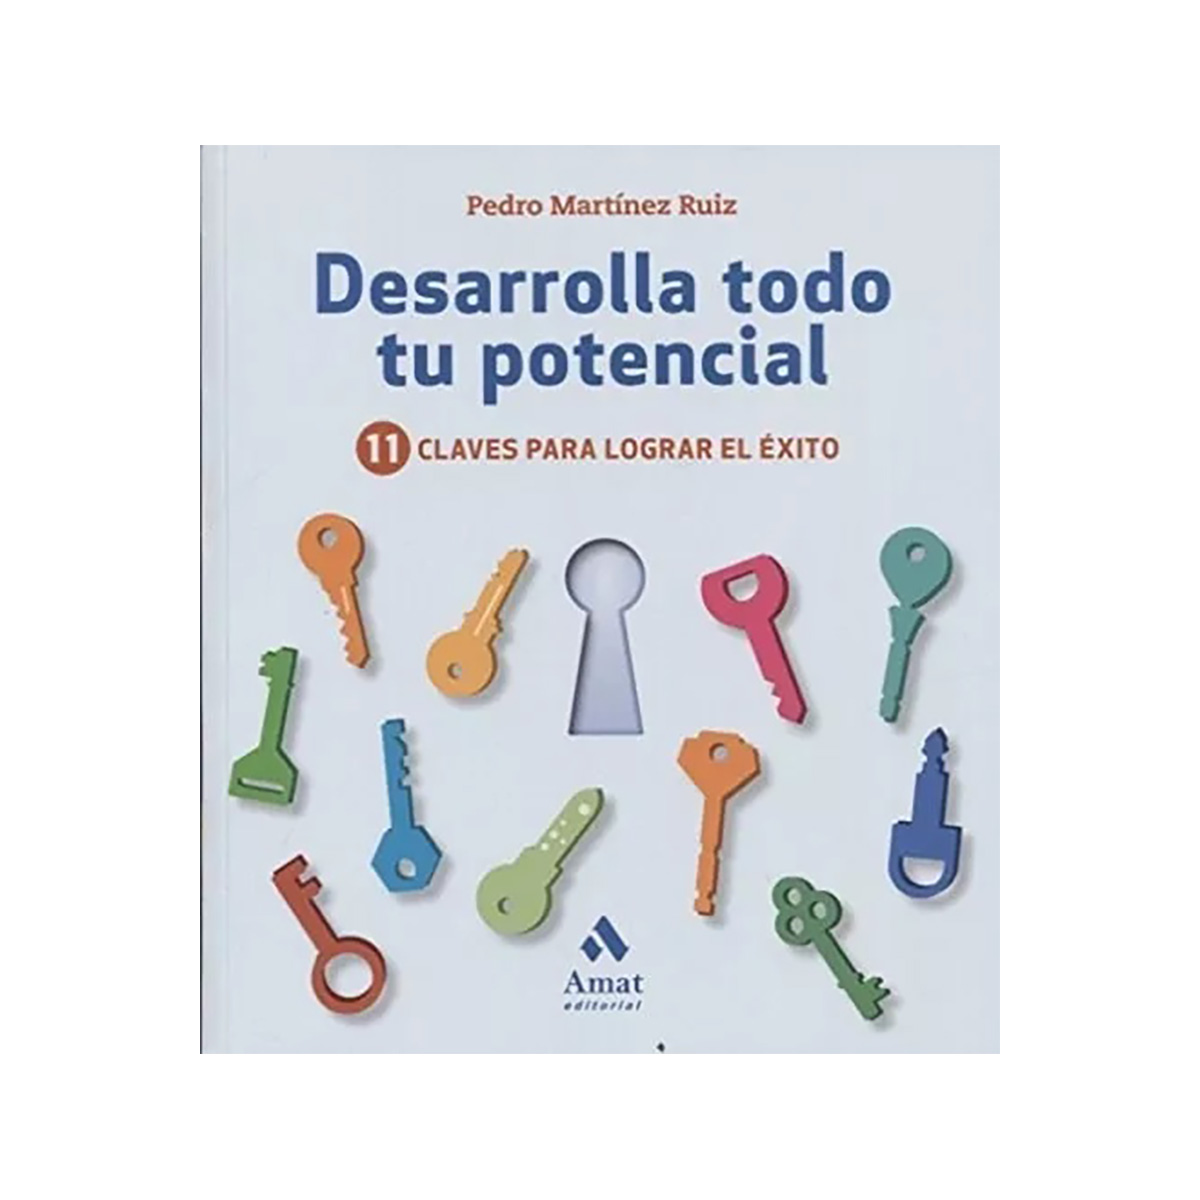 Pedro Martínez Ruiz
Desarrolla todo
tu potencial
11 CLAVES PARA LOGRAR EL ÉXITO
Amat
editorial